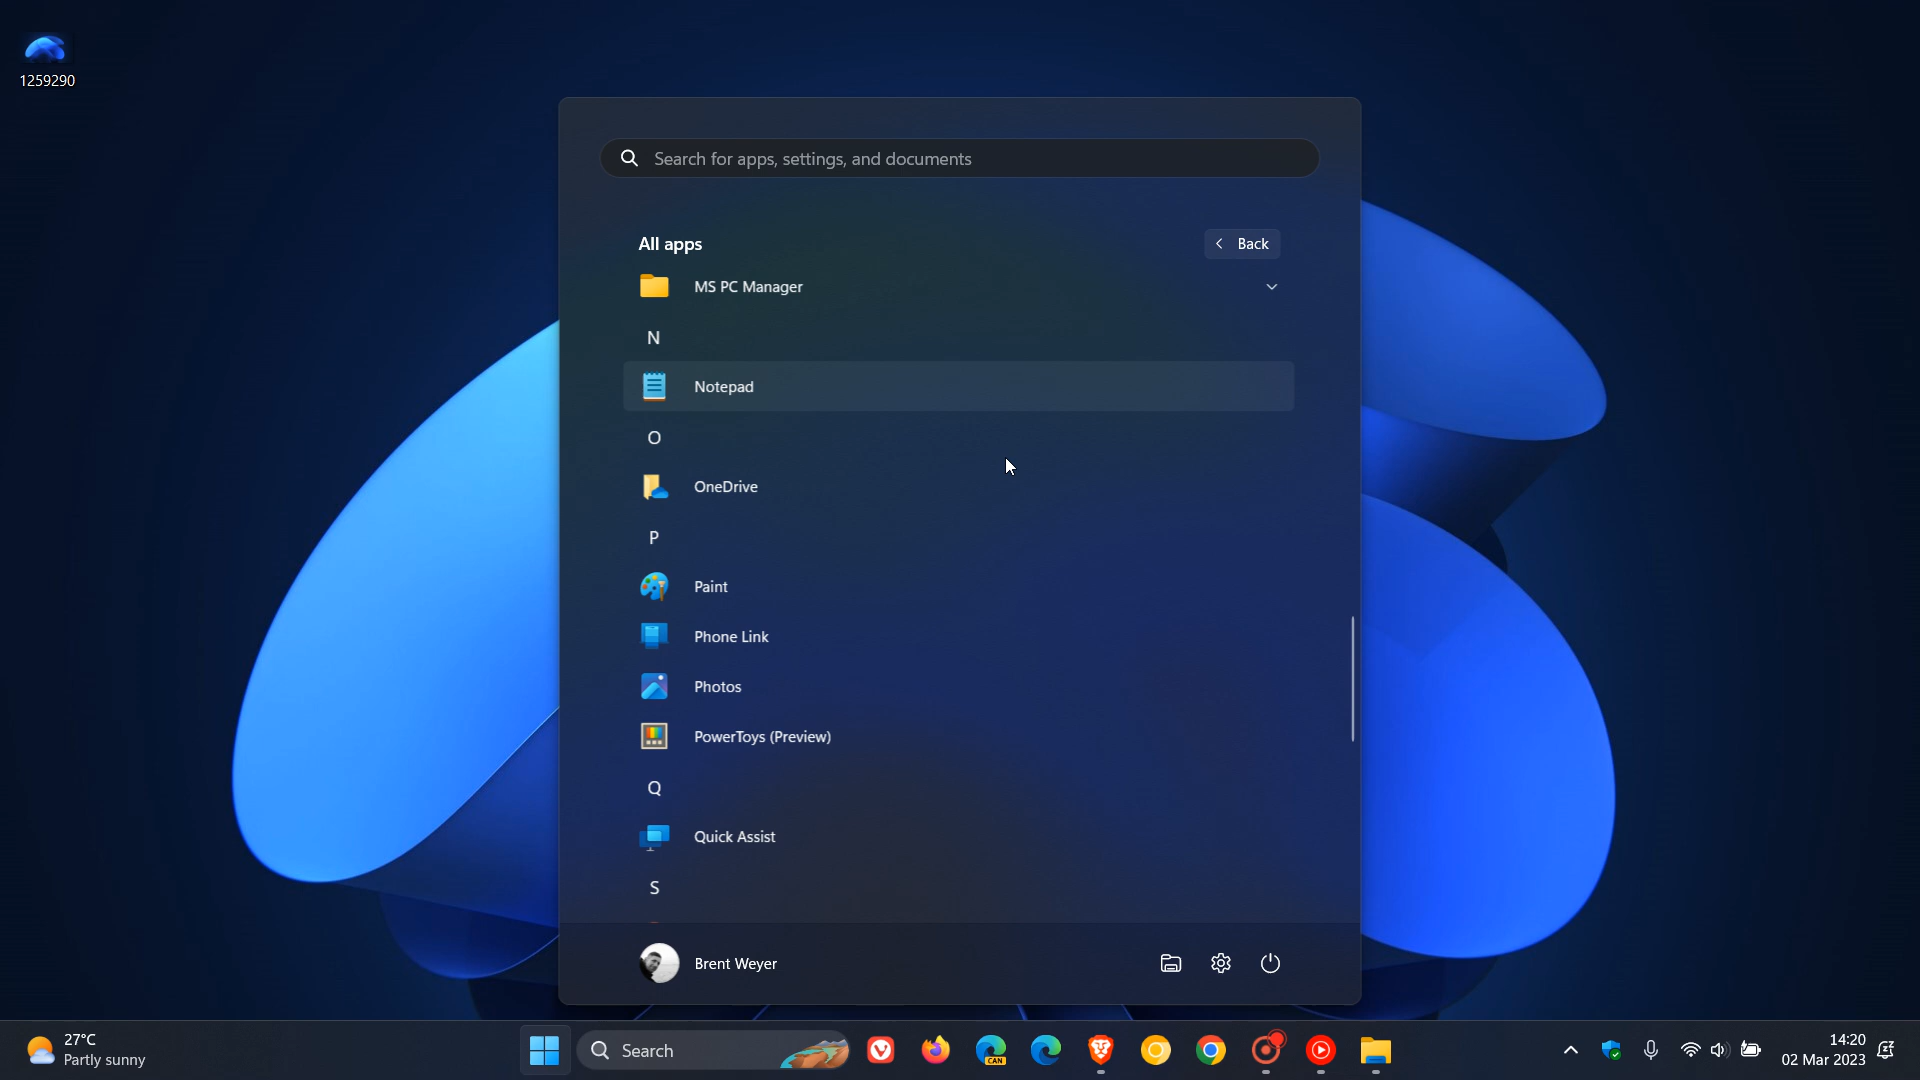 1259290
Search for apps, settings, and documents
All apps
Back
MS PC Manager
N
Notepad
O
OneDrive
P
Paint
Phone Link
Photos
PowerToys (Preview)
Q
Quick Assist
S
Brent Weyer
27°C
Partly sunny
Search
CAN
14:20
02 Mar 2023